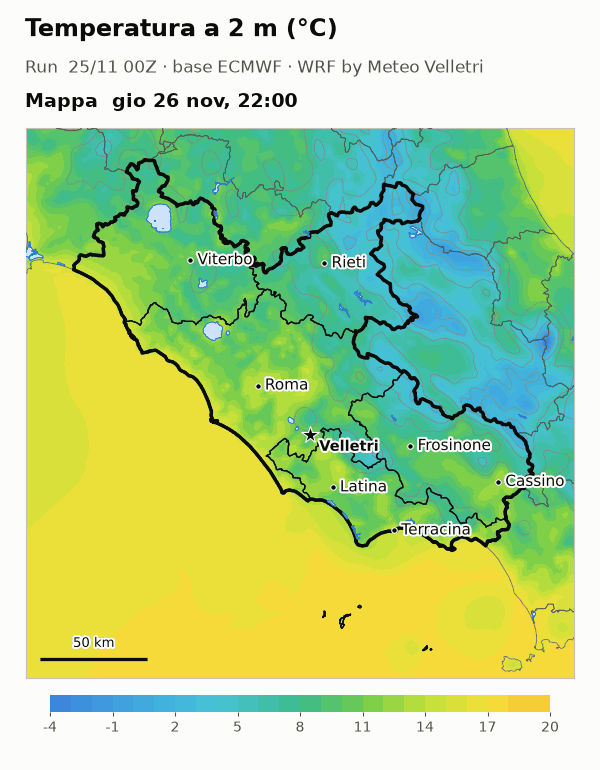 Temperatura a 2 m (°C)
Run  25/11 00Z · base ECMWF · WRF by Meteo Velletri
Mappa  gio 26 nov, 22:00
Viterbo
Rieti
Roma
Velletri
Frosinone
Cassino
Latina
Terracina
50 km
-4 -1 2 5 8 11 14 17 20